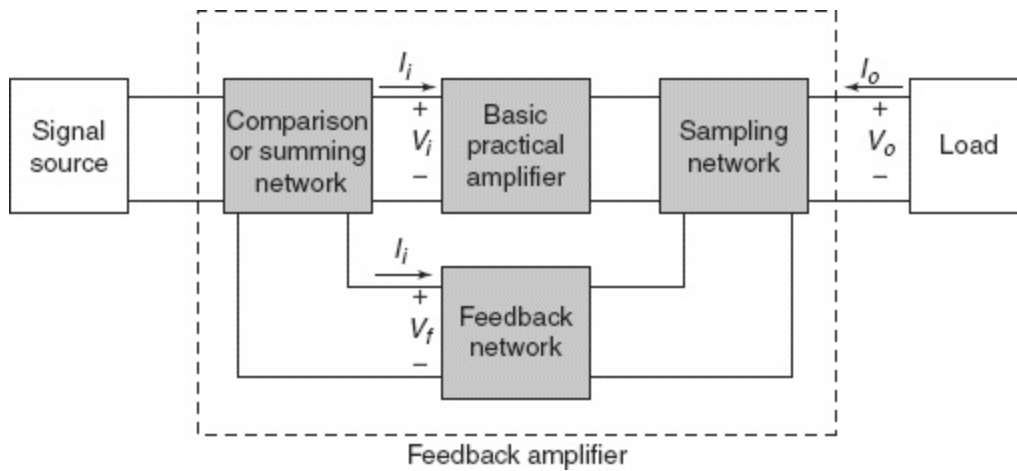 Signal
source
Comparison
or summing
network
I_i
+
V_i
−
Basic
practical
amplifier
Sampling
network
I_o
+
V_o
−
Load
I_i
+
V_f
−
Feedback
network
Feedback amplifier